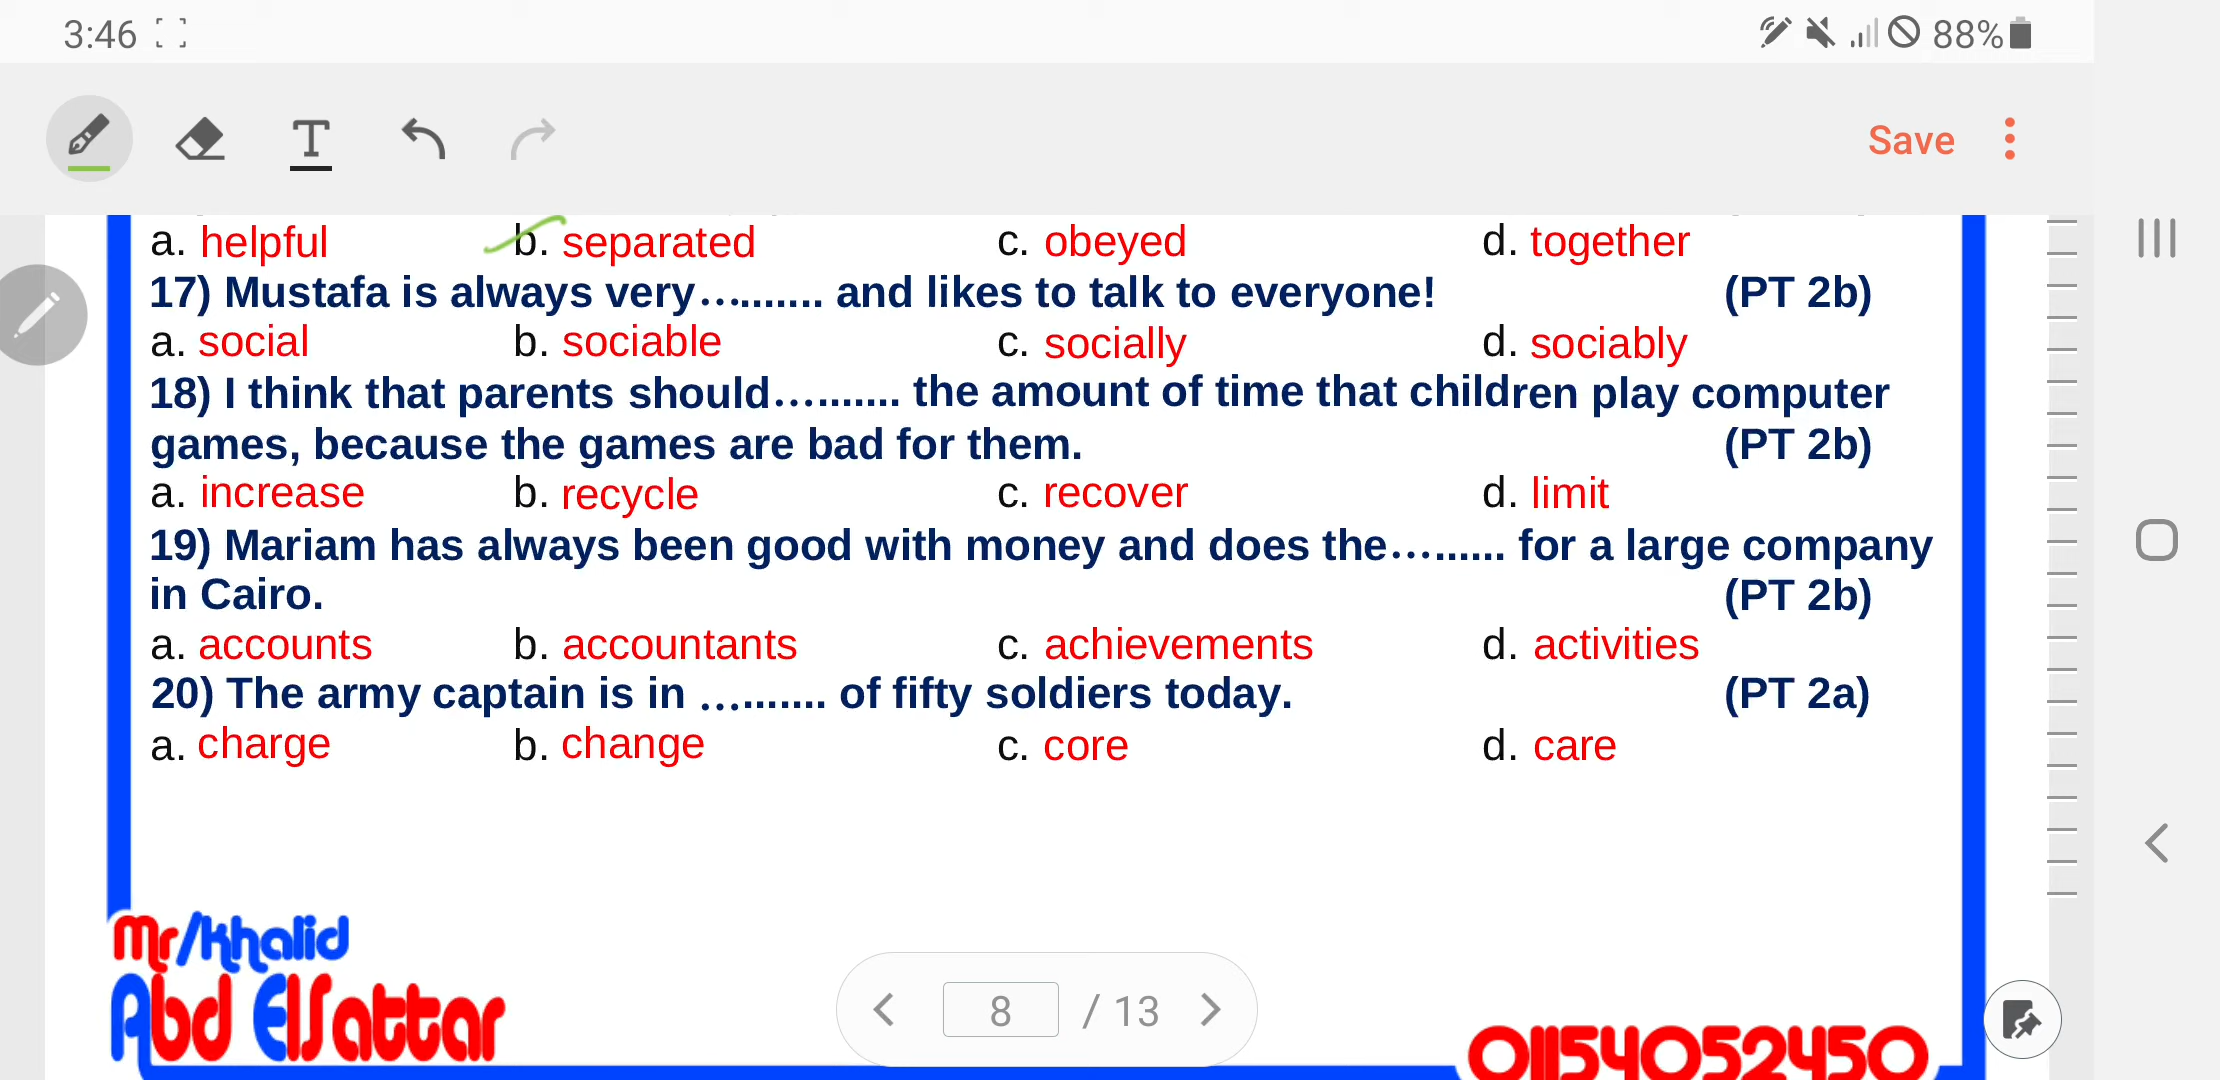 3:46 88%
Save
a. helpful b. separated c. obeyed d. together
17) Mustafa is always very........... and likes to talk to everyone! (PT 2b)
a. social b. sociable c. socially d. sociably
18) I think that parents should.......... the amount of time that children play computer
games, because the games are bad for them. (PT 2b)
a. increase b. recycle c. recover d. limit
19) Mariam has always been good with money and does the......... for a large company
in Cairo. (PT 2b)
a. accounts b. accountants c. achievements d. activities
20) The army captain is in .......... of fifty soldiers today. (PT 2a)
a. charge b. change c. core d. care
Mr/Khalid
Abd ElSattar
8 / 13
01154052450